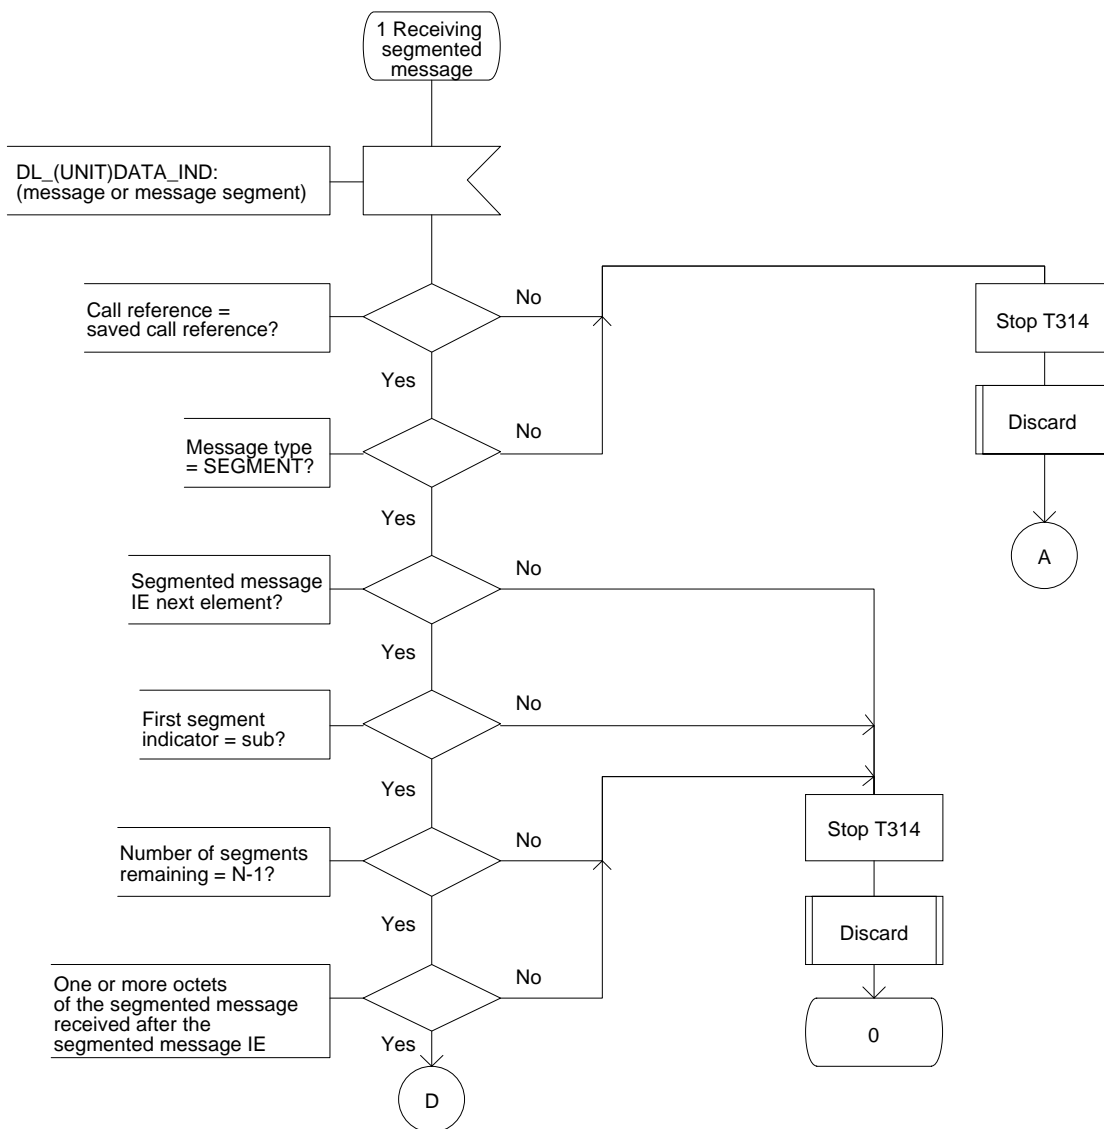 1 Receiving
segmented
message
DL_(UNIT)DATA_IND:
(message or message segment)
Call reference =
saved call reference?
No
Stop T314
Yes
Discard
Message type
= SEGMENT?
No
Yes
A
Segmented message
IE next element?
No
Yes
First segment
indicator = sub?
No
Yes
Stop T314
Number of segments
remaining = N-1?
No
Yes
Discard
One or more octets
of the segmented message
received after the
segmented message IE
No
0
Yes
D